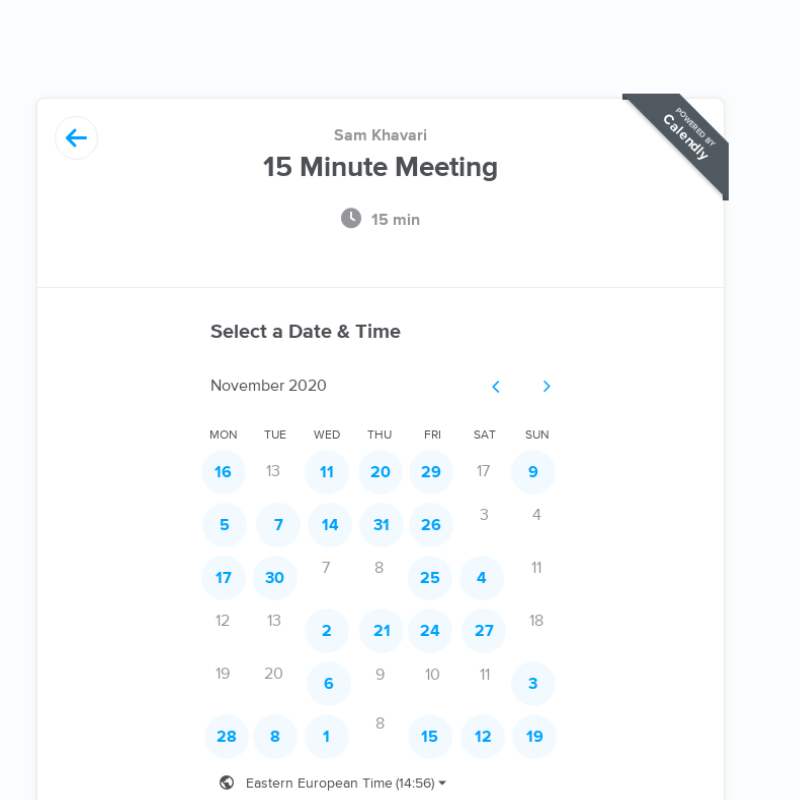 POWERED BY
Calendly
Sam Khavari
15 Minute Meeting
15 min
Select a Date & Time
November 2020
MON TUE WED THU FRI SAT SUN
16 13 11 20 29 17 9
5 7 14 31 26 3 4
17 30 7 8 25 4 11
12 13 2 21 24 27 18
19 20 6 9 10 11 3
28 8 1 8 15 12 19
Eastern European Time (14:56)